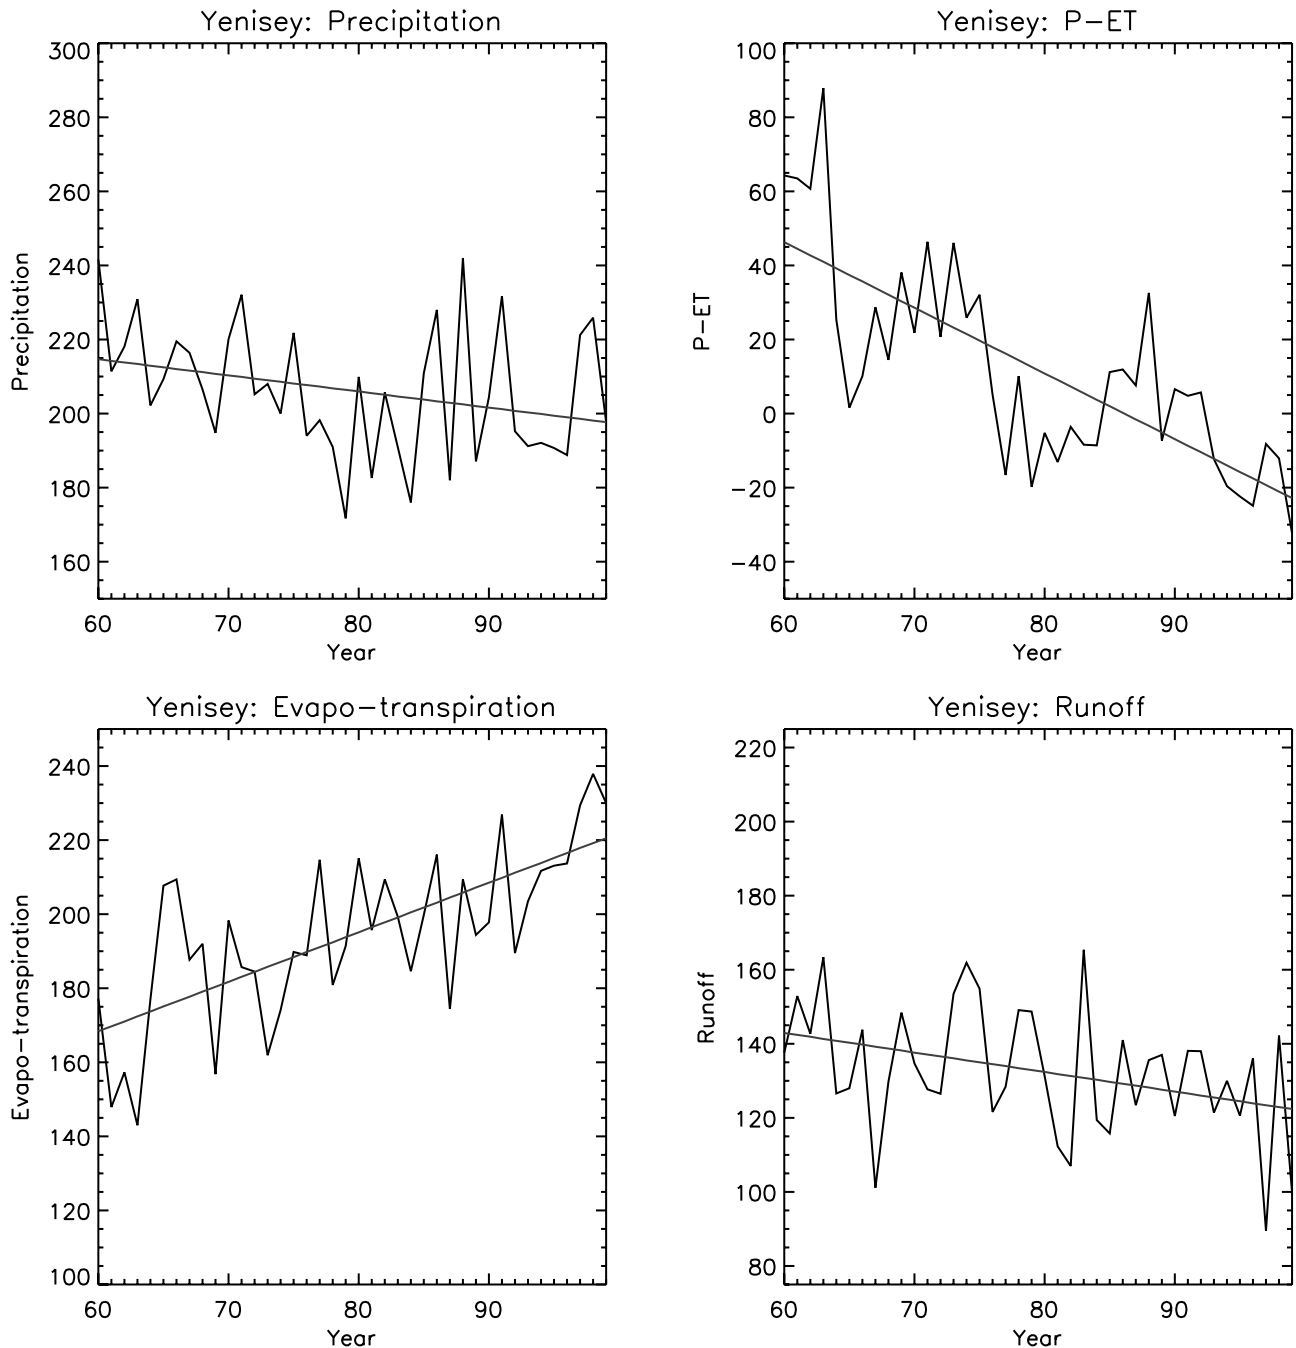 Yenisey: Precipitation
300
280
260
240
220
200
180
160
Precipitation
60 70 80 90
Year
Yenisey: P−ET
100
80
60
40
20
0
−20
−40
P−ET
60 70 80 90
Year
Yenisey: Evapo−transpiration
240
220
200
180
160
140
120
100
Evapo−transpiration
60 70 80 90
Year
Yenisey: Runoff
220
200
180
160
140
120
100
80
Runoff
60 70 80 90
Year